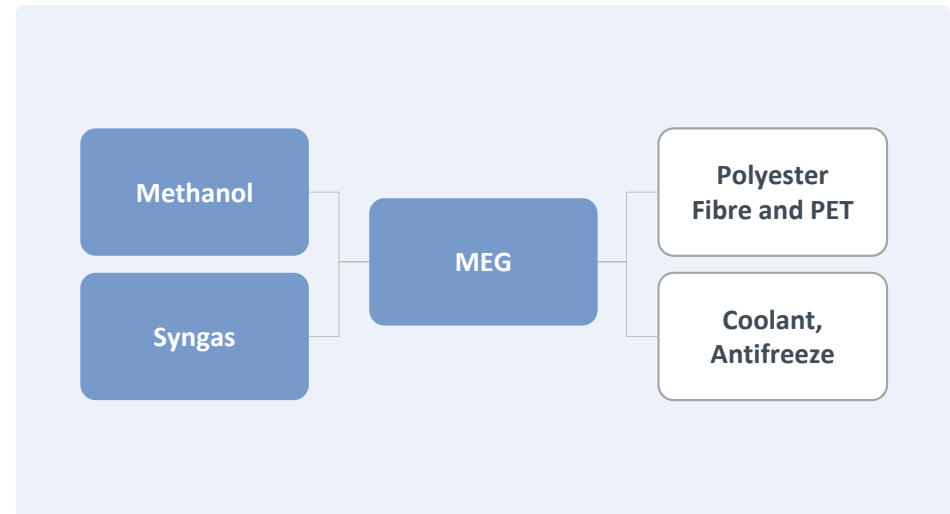 Methanol
Syngas
MEG
Polyester
Fibre and PET
Coolant,
Antifreeze